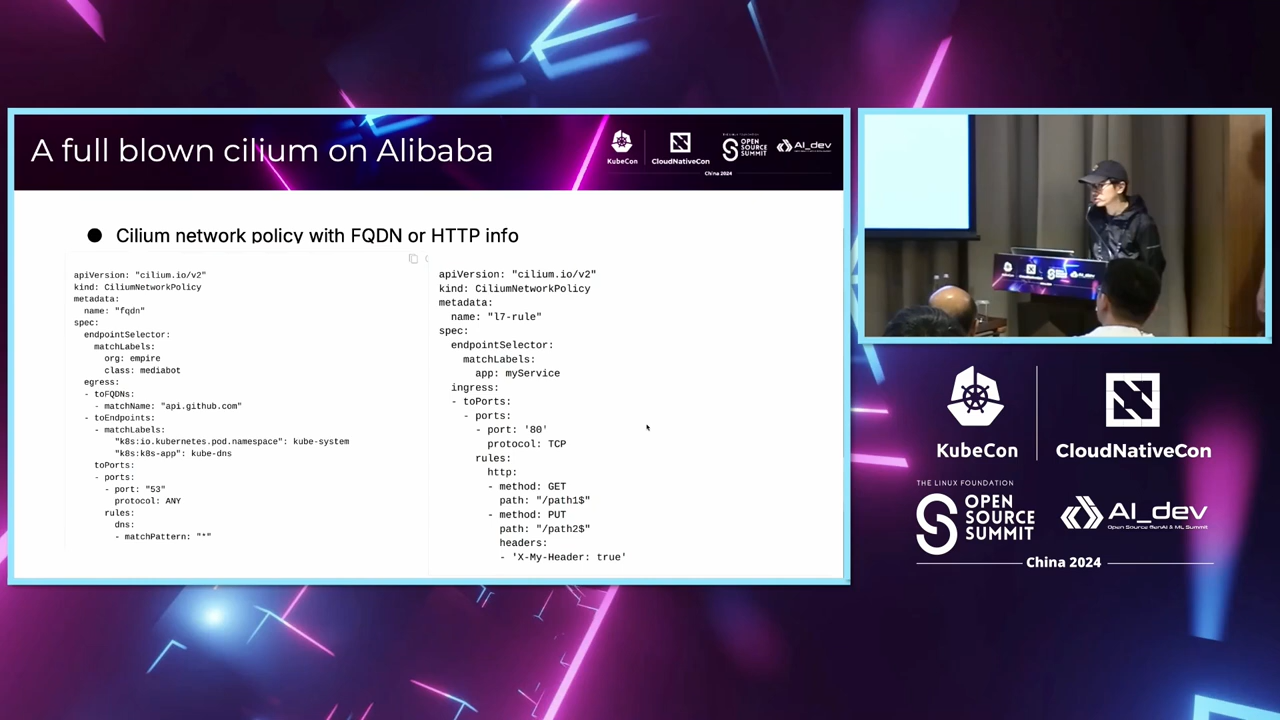 A full blown cilium on Alibaba
KubeCon
CloudNativeCon
OPEN
SOURCE
SUMMIT
AI_dev
China 2024
● Cilium network policy with FQDN or HTTP info
apiVersion: "cilium.io/v2"
kind: CiliumNetworkPolicy
metadata:
  name: "fqdn"
spec:
  endpointSelector:
    matchLabels:
      org: empire
      class: mediabot
  egress:
  - toFQDNs:
    - matchName: "api.github.com"
  - toEndpoints:
    - matchLabels:
        "k8s:io.kubernetes.pod.namespace": kube-system
        "k8s:k8s-app": kube-dns
    toPorts:
    - ports:
      - port: "53"
        protocol: ANY
      rules:
        dns:
        - matchPattern: "*"
apiVersion: "cilium.io/v2"
kind: CiliumNetworkPolicy
metadata:
  name: "l7-rule"
spec:
  endpointSelector:
    matchLabels:
      app: myService
  ingress:
  - toPorts:
    - ports:
      - port: '80'
        protocol: TCP
      rules:
        http:
        - method: GET
          path: "/path1$"
        - method: PUT
          path: "/path2$"
          headers:
          - 'X-My-Header: true'
KubeCon
CloudNativeCon
THE LINUX FOUNDATION
OPEN
SOURCE
SUMMIT
AI_dev
Open Source GenAI & ML Summit
China 2024